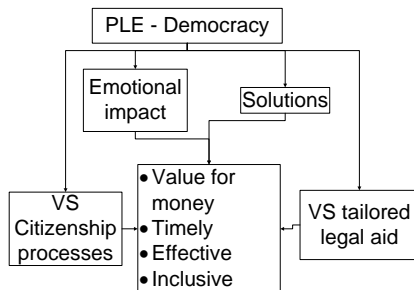 PLE - Democracy
Emotional
impact
Solutions
VS
Citizenship
processes
• Value for
money
• Timely
• Effective
• Inclusive
VS tailored
legal aid